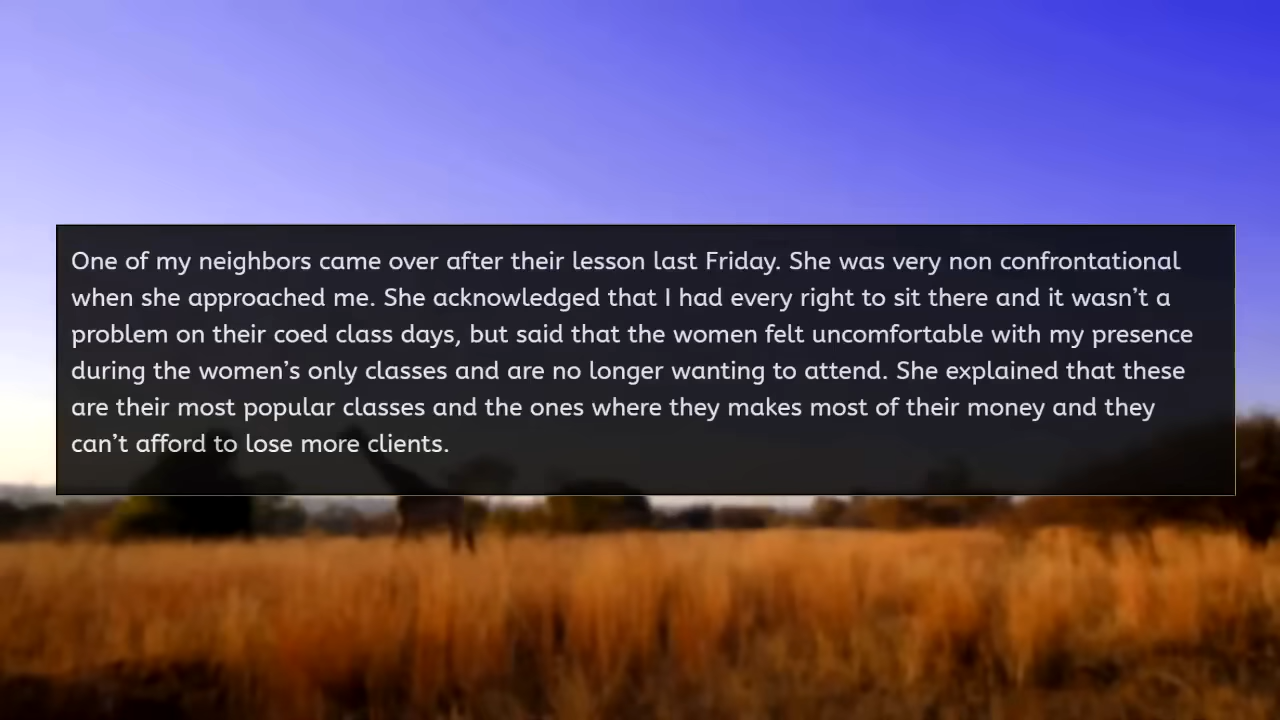 One of my neighbors came over after their lesson last Friday. She was very non confrontational
when she approached me. She acknowledged that I had every right to sit there and it wasn’t a
problem on their coed class days, but said that the women felt uncomfortable with my presence
during the women’s only classes and are no longer wanting to attend. She explained that these
are their most popular classes and the ones where they makes most of their money and they
can’t afford to lose more clients.